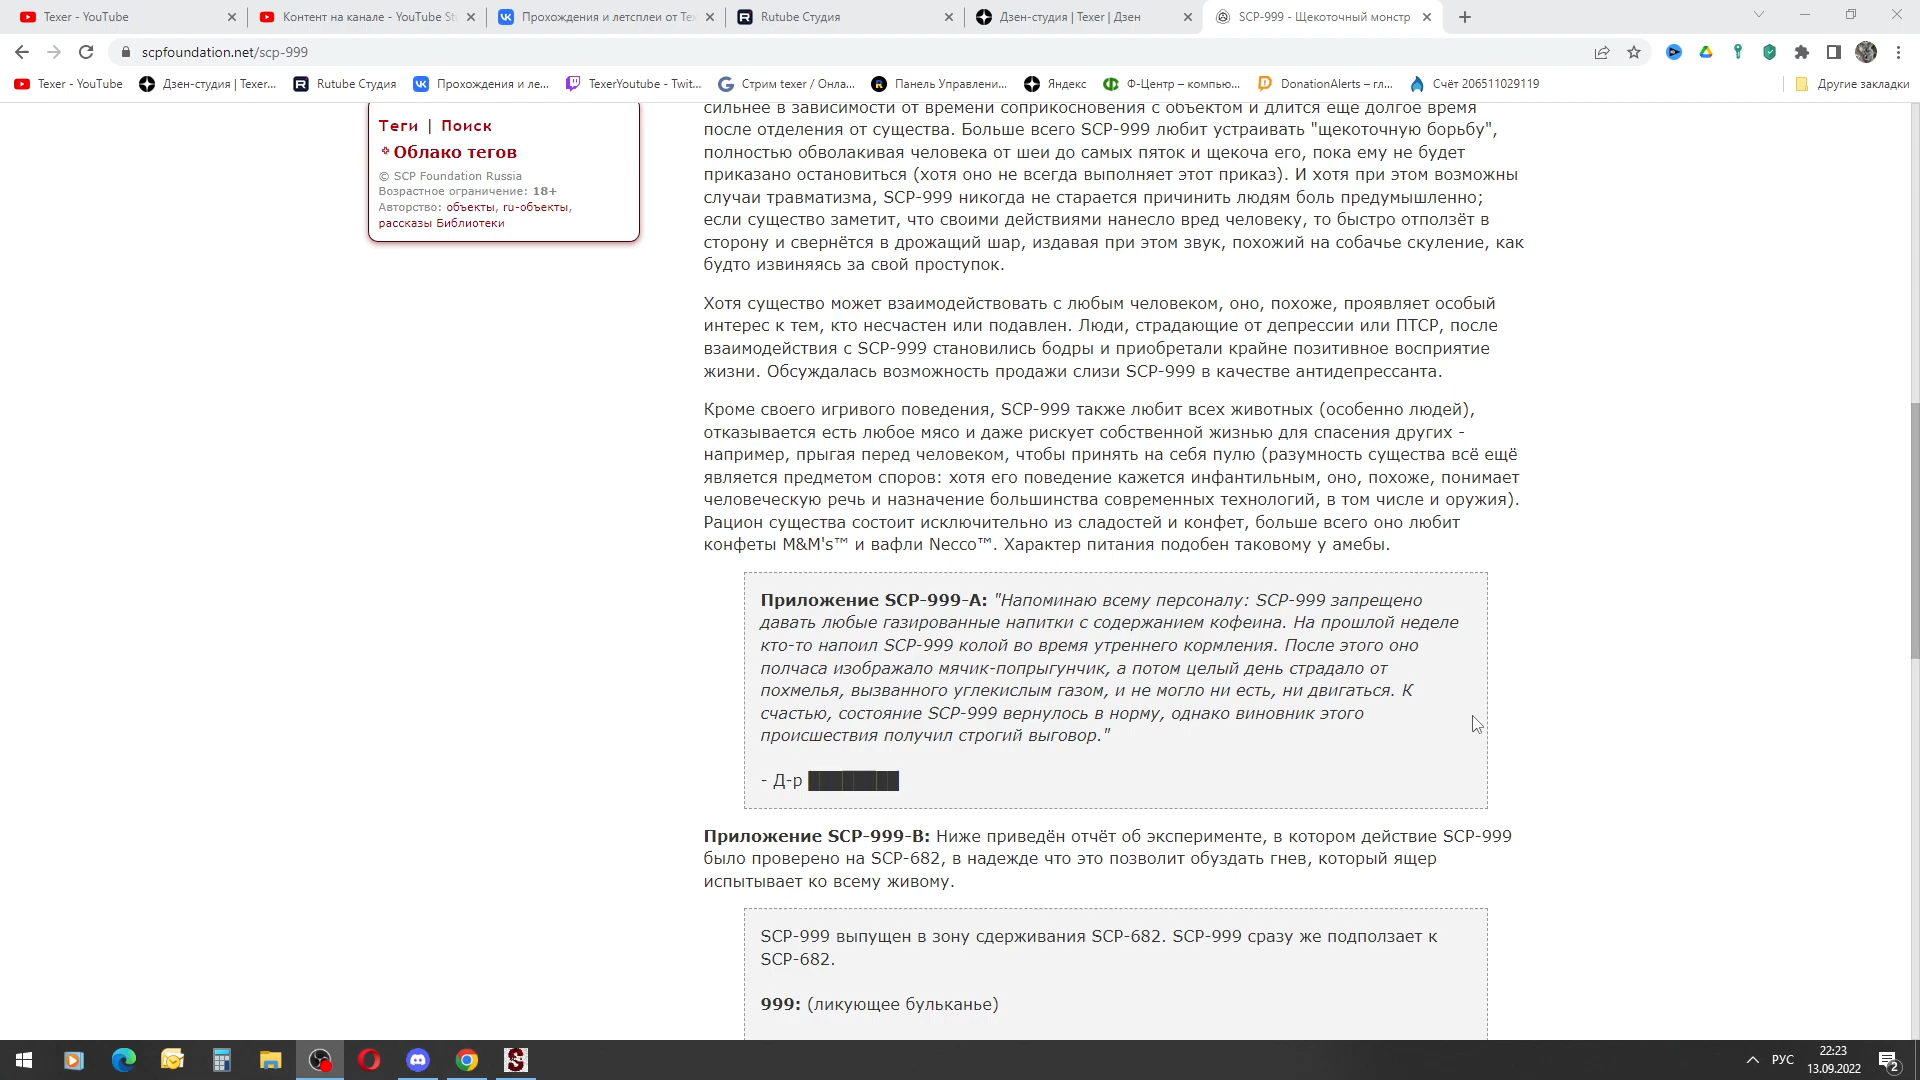 Texer - YouTube
Контент на канале - YouTube St
Прохождения и летсплеи от Tex
Rutube Студия
Дзен-студия | Texer | Дзен
SCP-999 - Щекоточный монстр
scpfoundation.net/scp-999
Texer - YouTube
Дзен-студия | Texer...
Rutube Студия
Прохождения и ле...
TexerYoutube - Twit...
Стрим texer / Онла...
Панель Управлени...
Яндекс
Ф-Центр – компью...
DonationAlerts – гл...
Счёт 206511029119
Другие закладки
Теги | Поиск
Облако тегов
© SCP Foundation Russia
Возрастное ограничение: 18+
Авторство: объекты, ru-объекты,
рассказы Библиотеки
сильнее в зависимости от времени соприкосновения с объектом и длится ещё долгое время
после отделения от существа. Больше всего SCP-999 любит устраивать "щекоточную борьбу",
полностью обволакивая человека от шеи до самых пяток и щекоча его, пока ему не будет
приказано остановиться (хотя оно не всегда выполняет этот приказ). И хотя при этом возможны
случаи травматизма, SCP-999 никогда не старается причинить людям боль предумышленно;
если существо заметит, что своими действиями нанесло вред человеку, то быстро отползёт в
сторону и свернётся в дрожащий шар, издавая при этом звук, похожий на собачье скуление, как
будто извиняясь за свой проступок.
Хотя существо может взаимодействовать с любым человеком, оно, похоже, проявляет особый
интерес к тем, кто несчастен или подавлен. Люди, страдающие от депрессии или ПТСР, после
взаимодействия с SCP-999 становились бодры и приобретали крайне позитивное восприятие
жизни. Обсуждалась возможность продажи слизи SCP-999 в качестве антидепрессанта.
Кроме своего игривого поведения, SCP-999 также любит всех животных (особенно людей),
отказывается есть любое мясо и даже рискует собственной жизнью для спасения других -
например, прыгая перед человеком, чтобы принять на себя пулю (разумность существа всё ещё
является предметом споров: хотя его поведение кажется инфантильным, оно, похоже, понимает
человеческую речь и назначение большинства современных технологий, в том числе и оружия).
Рацион существа состоит исключительно из сладостей и конфет, больше всего оно любит
конфеты M&M's™ и вафли Necco™. Характер питания подобен таковому у амебы.
Приложение SCP-999-A: "Напоминаю всему персоналу: SCP-999 запрещено
давать любые газированные напитки с содержанием кофеина. На прошлой неделе
кто-то напоил SCP-999 колой во время утреннего кормления. После этого оно
полчаса изображало мячик-попрыгунчик, а потом целый день страдало от
похмелья, вызванного углекислым газом, и не могло ни есть, ни двигаться. К
счастью, состояние SCP-999 вернулось в норму, однако виновник этого
происшествия получил строгий выговор."
- Д-р ████████
Приложение SCP-999-B: Ниже приведён отчёт об эксперименте, в котором действие SCP-999
было проверено на SCP-682, в надежде что это позволит обуздать гнев, который ящер
испытывает ко всему живому.
SCP-999 выпущен в зону сдерживания SCP-682. SCP-999 сразу же подползает к
SCP-682.
999: (ликующее бульканье)
РУС
22:23
13.09.2022
2